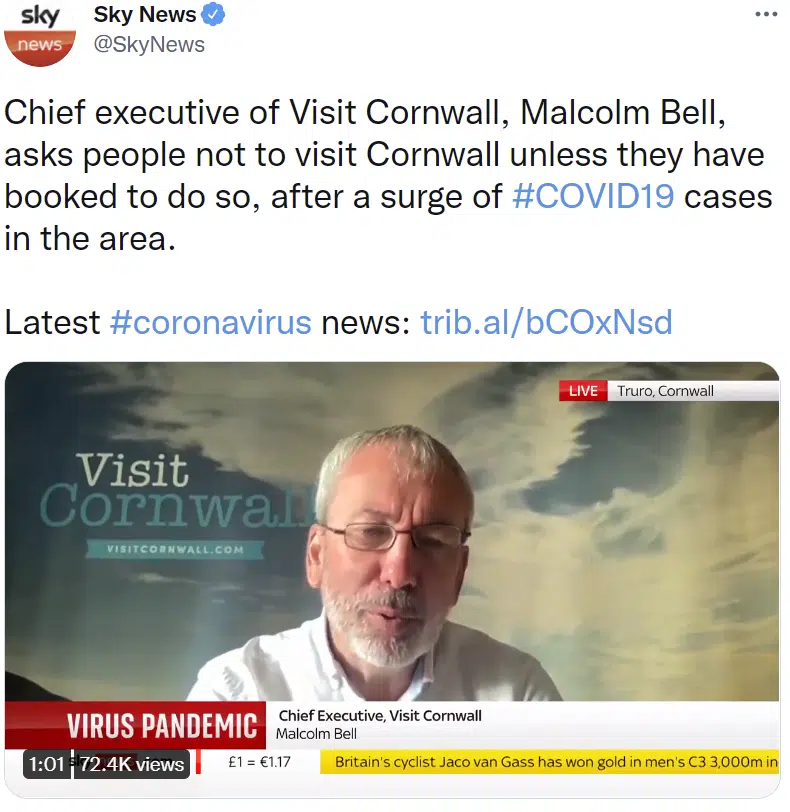 sky
news
Sky News
@SkyNews
Chief executive of Visit Cornwall, Malcolm Bell,
asks people not to visit Cornwall unless they have
booked to do so, after a surge of #COVID19 cases
in the area.
Latest #coronavirus news: trib.al/bCOxNsd
LIVE Truro, Cornwall
Visit
Cornwall
VISITCORNWALL.COM
VIRUS PANDEMIC
Chief Executive, Visit Cornwall
Malcolm Bell
1:01 72.4K views
£1 = €1.17
Britain's cyclist Jaco van Gass has won gold in men's C3 3,000m in